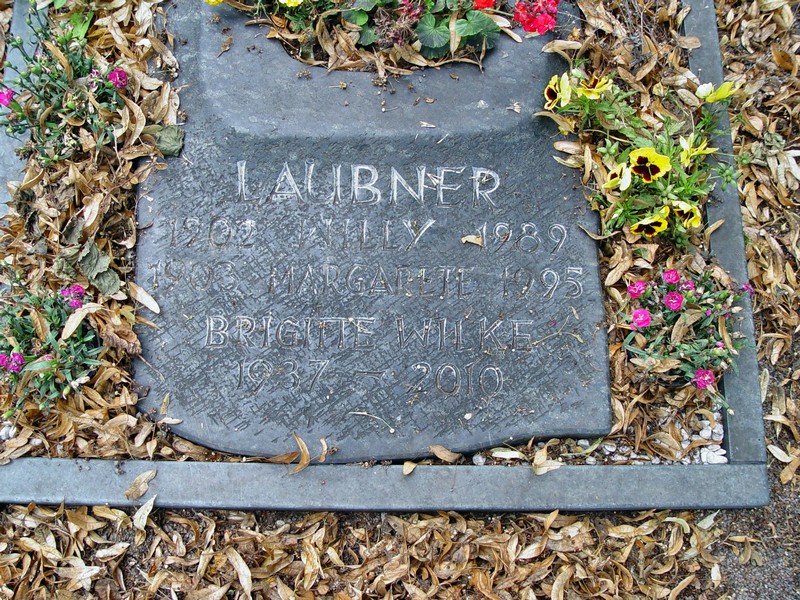 LAUBNER
1902 WILLY 1989
1903 MARGARETE 1995
BRIGITTE WILKE
1937 – 2010